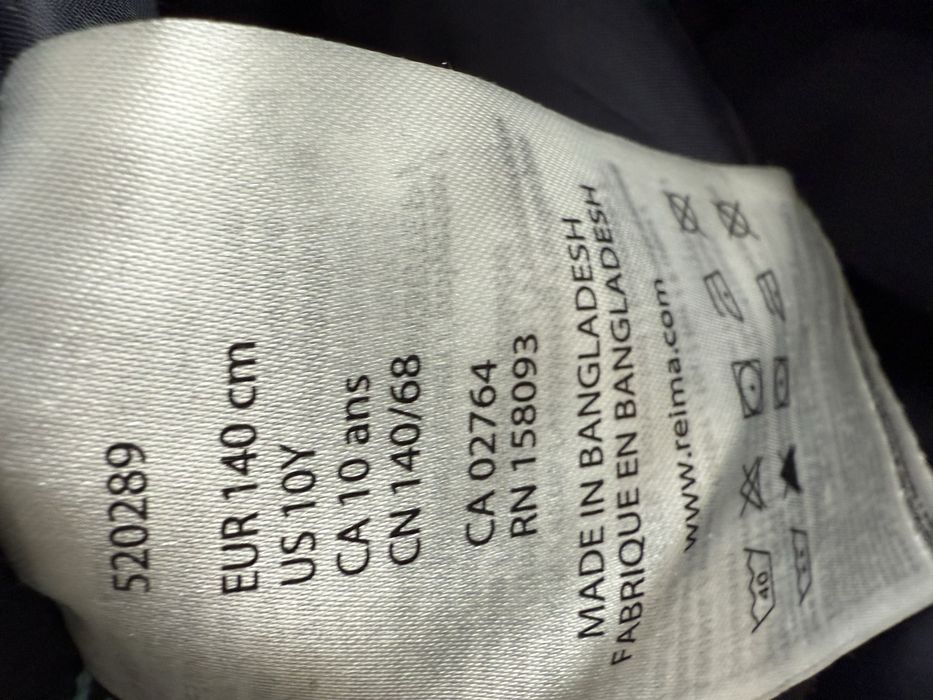 520289
EUR 140 cm
US 10Y
CA 10 ans
CN 140/68
CA 02764
RN 158093
MADE IN BANGLADESH
FABRIQUE EN BANGLADESH
www.reima.com
40